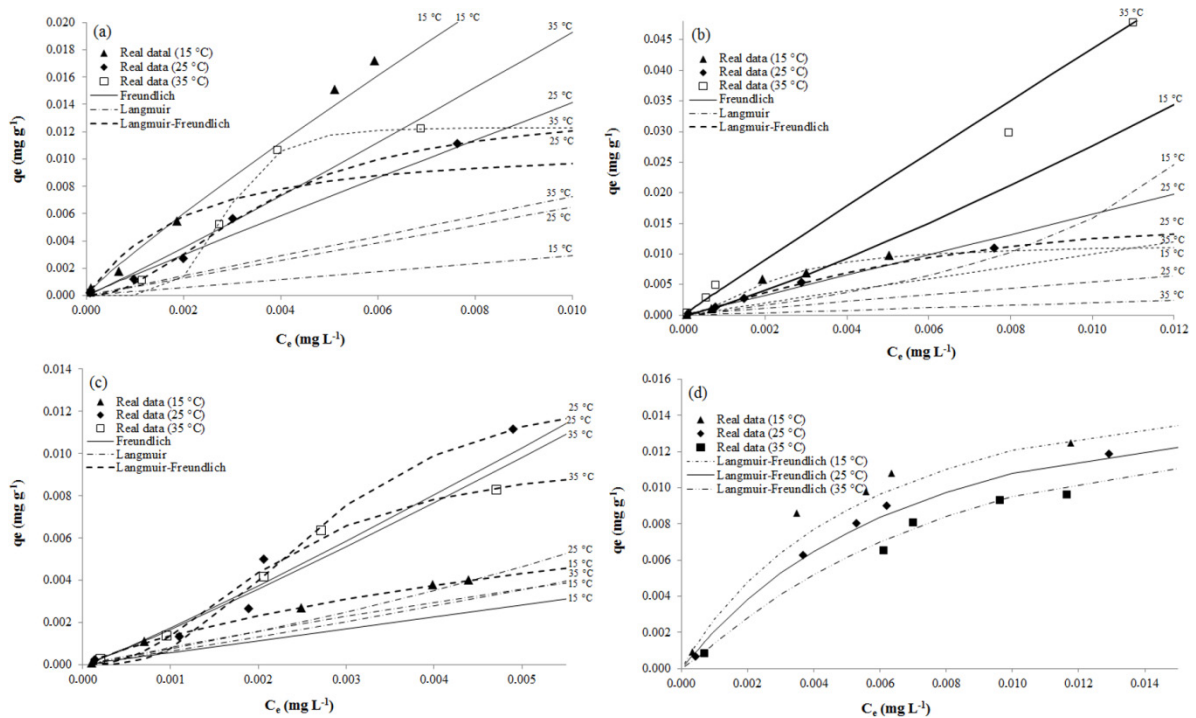 (a)
qe (mg g-1)
0.020
0.018
0.016
0.014
0.012
0.010
0.008
0.006
0.004
0.002
0.000
Real datal (15 °C)
Real data (25 °C)
Real data (35 °C)
Freundlich
Langmuir
Langmuir-Freundlich
15 °C
15 °C
35 °C
25 °C
35 °C
25 °C
35 °C
25 °C
15 °C
0.000 0.002 0.004 0.006 0.008 0.010
Ce (mg L-1)
(b)
qe (mg g-1)
0.045
0.040
0.035
0.030
0.025
0.020
0.015
0.010
0.005
0.000
Real data (15 °C)
Real data (25 °C)
Real data (35 °C)
Freundlich
Langmuir
Langmuir-Freundlich
35 °C
15 °C
15 °C
25 °C
25 °C
35 °C
15 °C
25 °C
35 °C
0.000 0.002 0.004 0.006 0.008 0.010 0.012
Ce (mg L-1)
(c)
qe (mg g-1)
0.014
0.012
0.010
0.008
0.006
0.004
0.002
0.000
Real data (15 °C)
Real data (25 °C)
Real data (35 °C)
Freundlich
Langmuir
Langmuir-Freundlich
25 °C
25 °C
35 °C
35 °C
25 °C
15 °C
35 °C
15 °C
15 °C
0.000 0.001 0.002 0.003 0.004 0.005
Ce (mg L-1)
(d)
qe (mg g-1)
0.016
0.014
0.012
0.010
0.008
0.006
0.004
0.002
0.000
Real data (15 °C)
Real data (25 °C)
Real data (35 °C)
Langmuir-Freundlich (15 °C)
Langmuir-Freundlich (25 °C)
Langmuir-Freundlich (35 °C)
0.000 0.002 0.004 0.006 0.008 0.010 0.012 0.014
Ce (mg L-1)